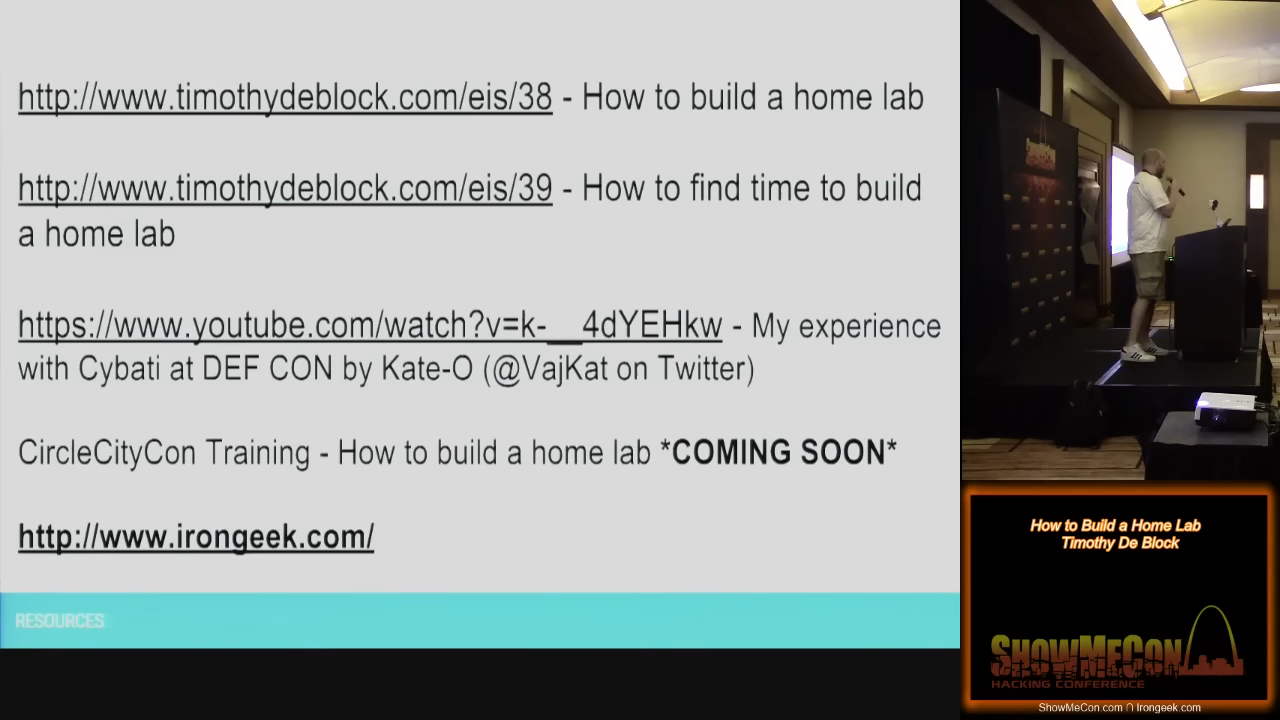 http://www.timothydeblock.com/eis/38 - How to build a home lab
http://www.timothydeblock.com/eis/39 - How to find time to build
a home lab
https://www.youtube.com/watch?v=k-__4dYEHkw - My experience
with Cybati at DEF CON by Kate-O (@VajKat on Twitter)
CircleCityCon Training - How to build a home lab *COMING SOON*
http://www.irongeek.com/
RESOURCES
How to Build a Home Lab
Timothy De Block
SHOWMECON
HACKING CONFERENCE
ShowMeCon.com ∩ Irongeek.com